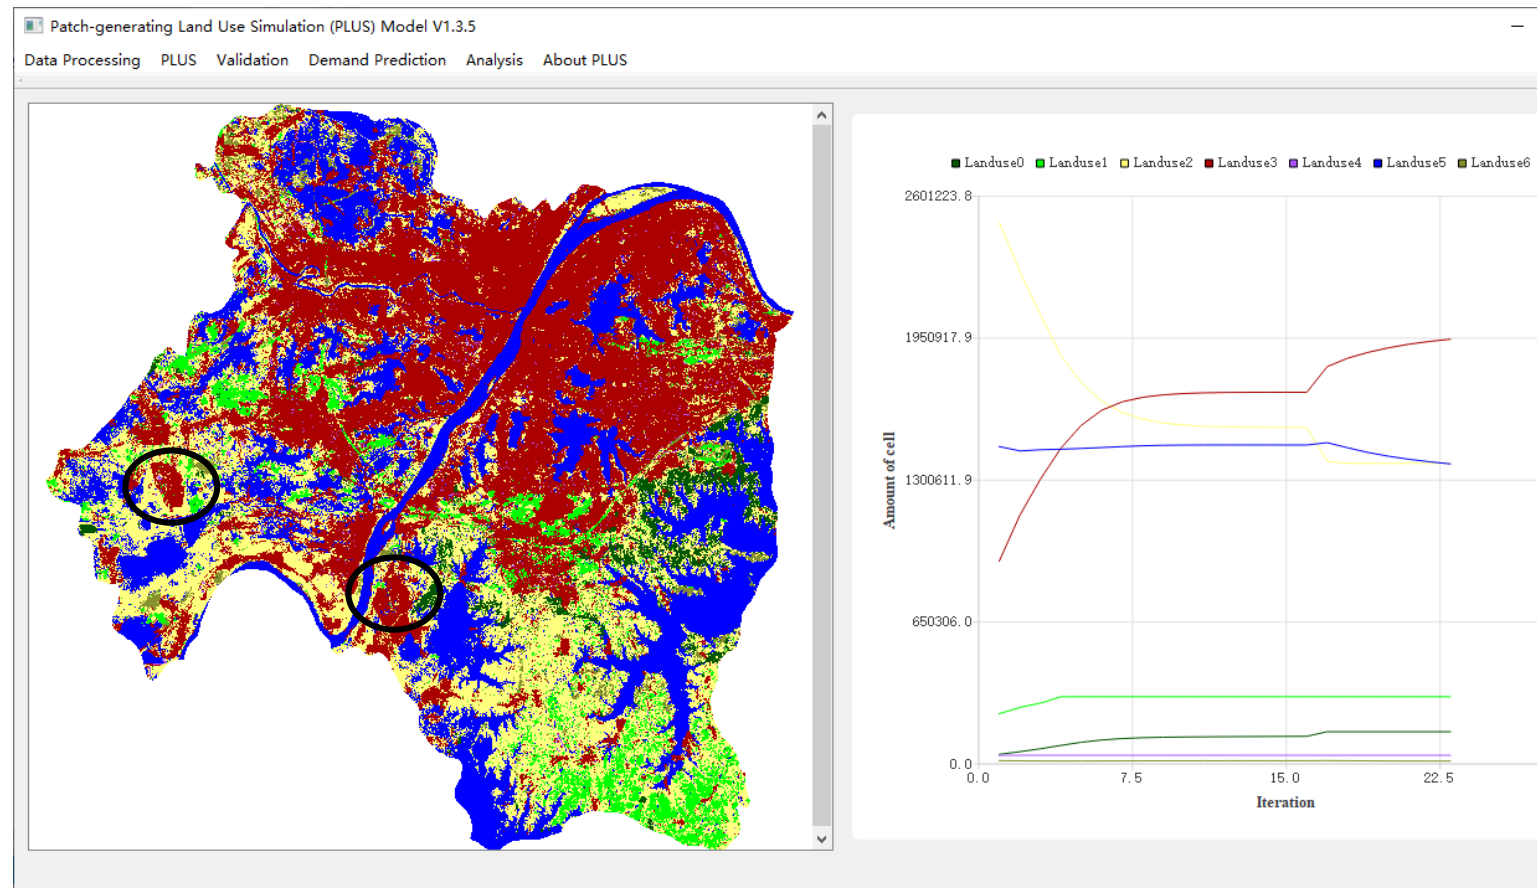 Patch-generating Land Use Simulation (PLUS) Model V1.3.5
Data Processing PLUS Validation Demand Prediction Analysis About PLUS
Landuse0 Landuse1 Landuse2 Landuse3 Landuse4 Landuse5 Landuse6
2601223.8
1950917.9
1300611.9
650306.0
0.0
Amount of cell
0.0 7.5 15.0 22.5
Iteration